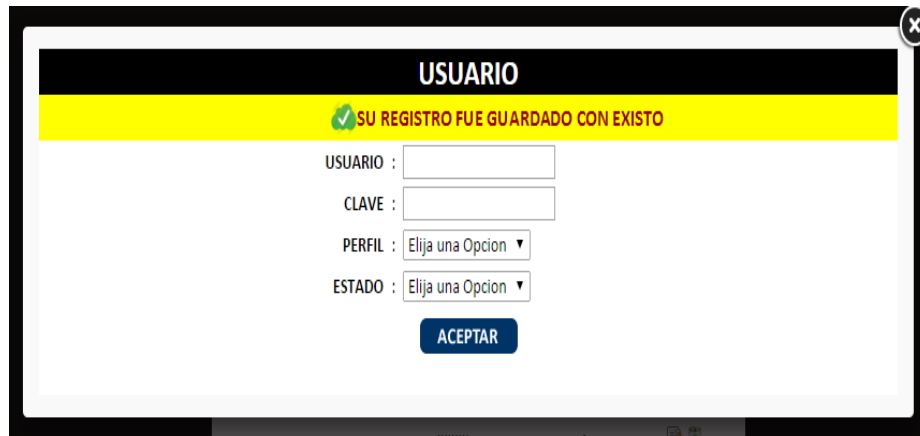 USUARIO
SU REGISTRO FUE GUARDADO CON EXISTO
USUARIO :
CLAVE :
PERFIL : Elija una Opcion
ESTADO : Elija una Opcion
ACEPTAR